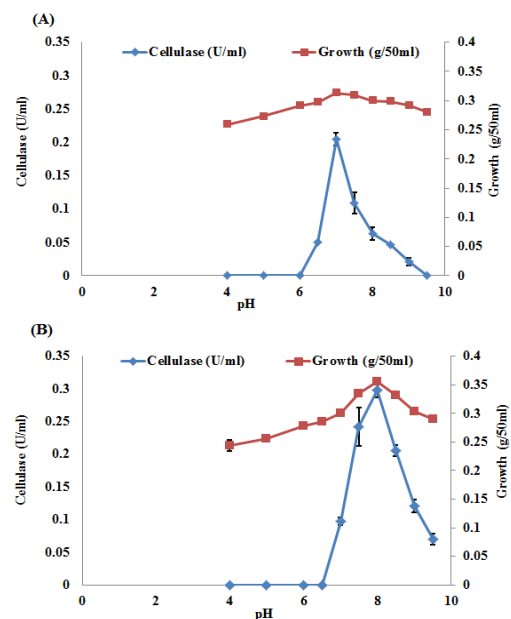 (A)
Cellulase (U/ml) Growth (g/50ml)
0.35 0.4
0.3 0.35
0.25 0.3
0.2 0.25
0.15 0.2
0.1 0.15
0.05 0.1
0 0.05
0
Cellulase (U/ml)
Growth (g/50ml)
0 2 4 6 8 10
pH
(B)
Cellulase (U/ml) Growth (g/50ml)
0.35 0.4
0.3 0.35
0.25 0.3
0.2 0.25
0.15 0.2
0.1 0.15
0.05 0.1
0 0.05
0
Cellulase (U/ml)
Growth (g/50ml)
0 2 4 6 8 10
pH